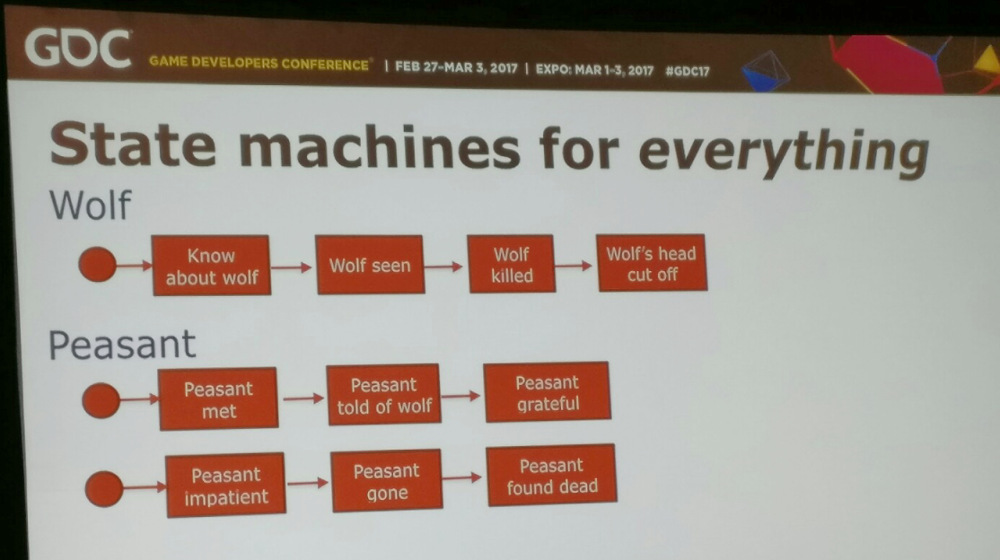 GDC
GAME DEVELOPERS CONFERENCE® | FEB 27-MAR 3, 2017 | EXPO: MAR 1-3, 2017 #GDC17
State machines for everything
Wolf
Know
about wolf
Wolf seen
Wolf
killed
Wolf's head
cut off
Peasant
Peasant
met
Peasant
told of wolf
Peasant
grateful
Peasant
impatient
Peasant
gone
Peasant
found dead